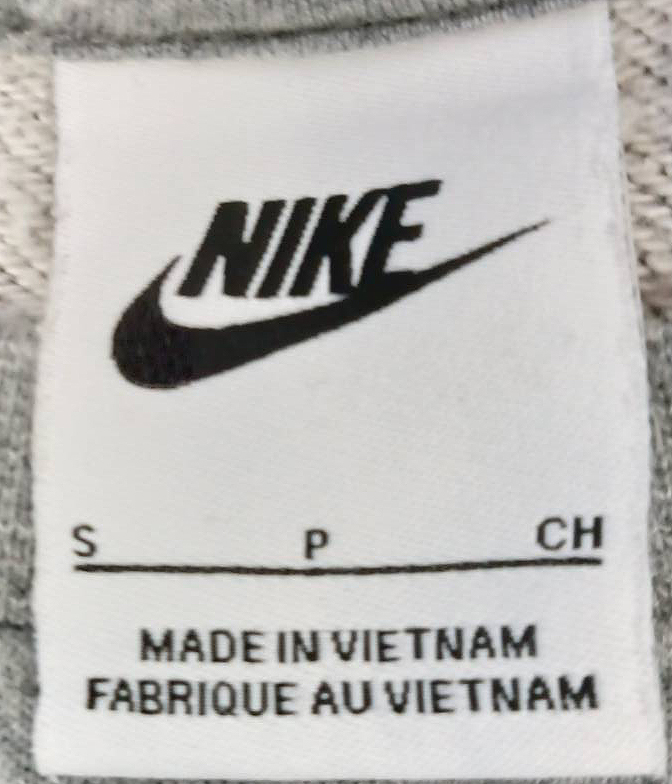 NIKE
S P CH
MADE IN VIETNAM
FABRIQUE AU VIETNAM